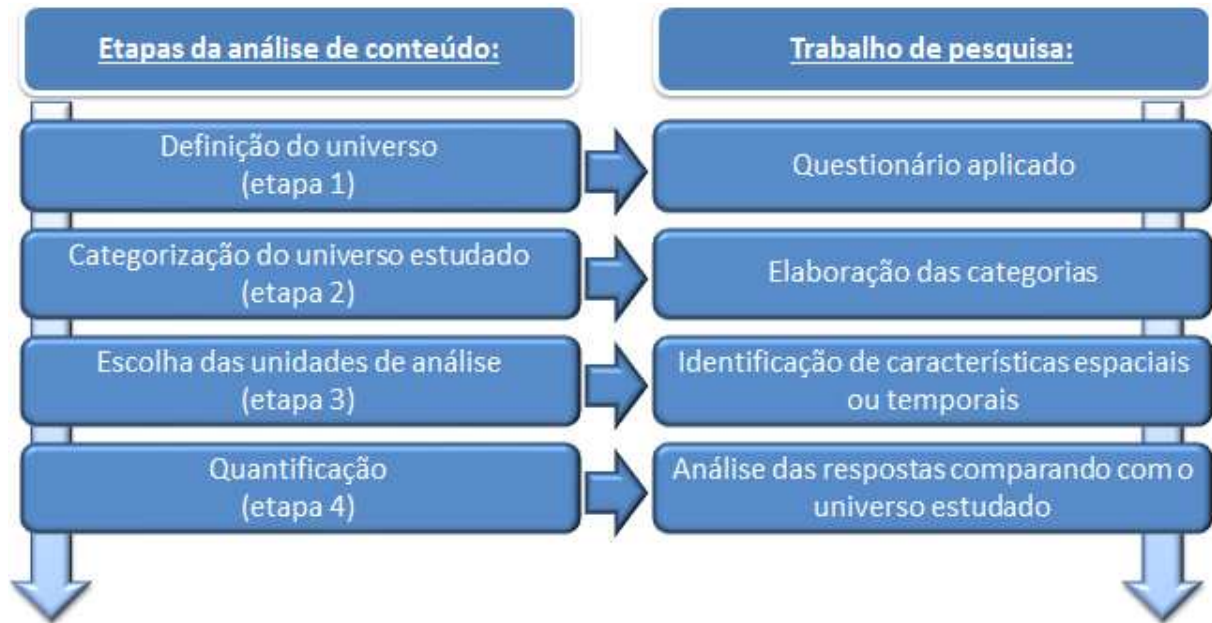 Etapas da análise de conteúdo:
Trabalho de pesquisa:
Definição do universo
(etapa 1)
Questionário aplicado
Categorização do universo estudado
(etapa 2)
Elaboração das categorias
Escolha das unidades de análise
(etapa 3)
Identificação de características espaciais
ou temporais
Quantificação
(etapa 4)
Análise das respostas comparando com o
universo estudado